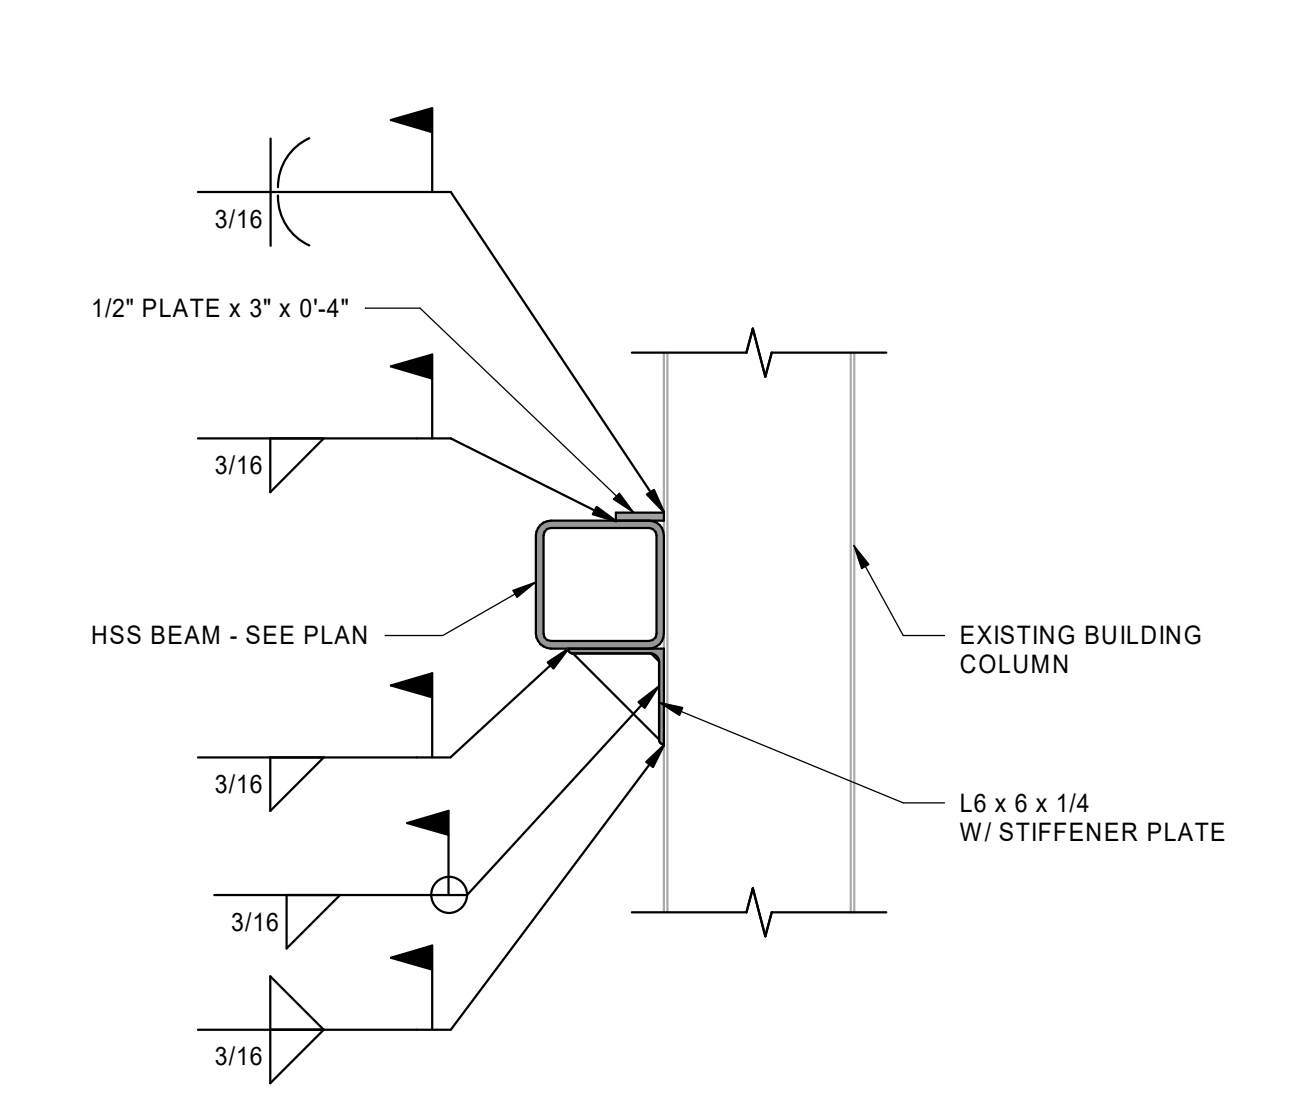 3/16
1/2" PLATE x 3" x 0'-4"
3/16
HSS BEAM - SEE PLAN
EXISTING BUILDING
COLUMN
3/16
L6 x 6 x 1/4
W/ STIFFENER PLATE
3/16
3/16